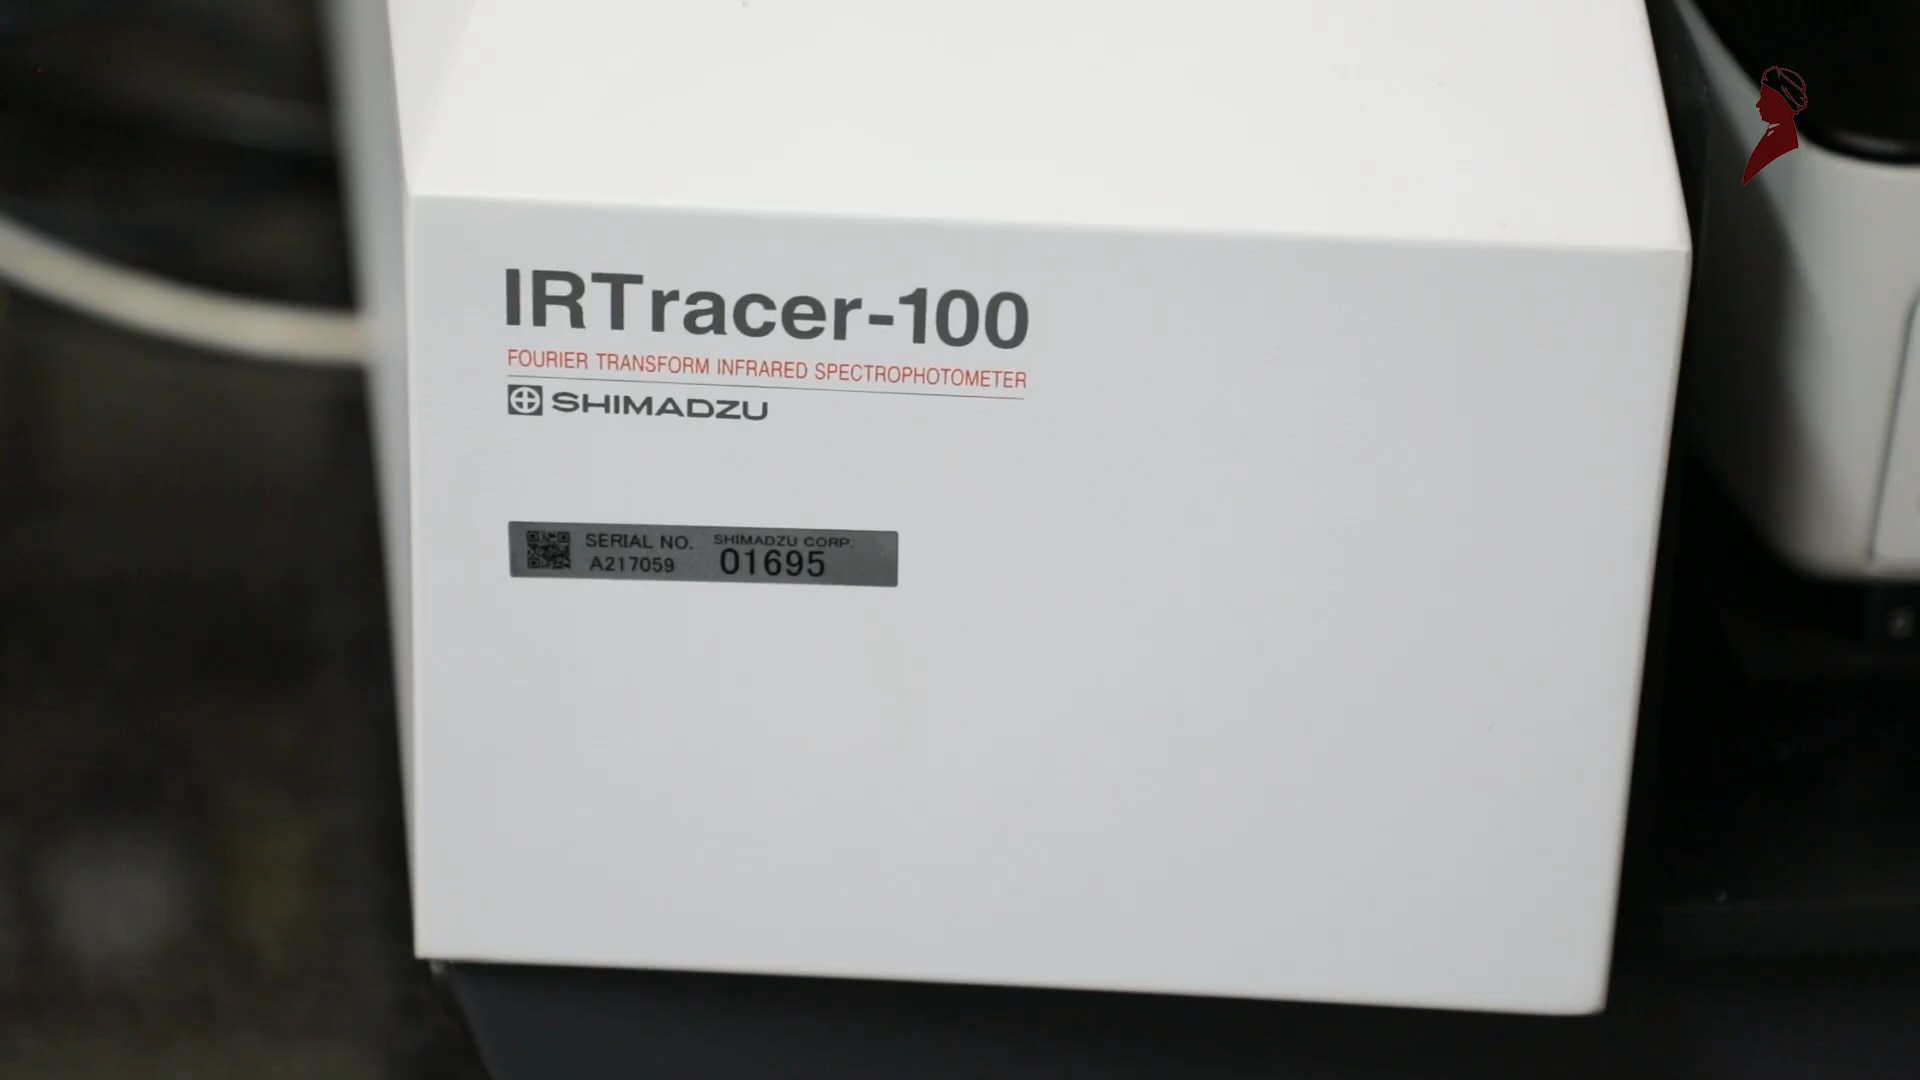 IRTracer-100
FOURIER TRANSFORM INFRARED SPECTROPHOTOMETER
SHIMADZU
SERIAL NO. SHIMADZU CORP.
A217059 01695